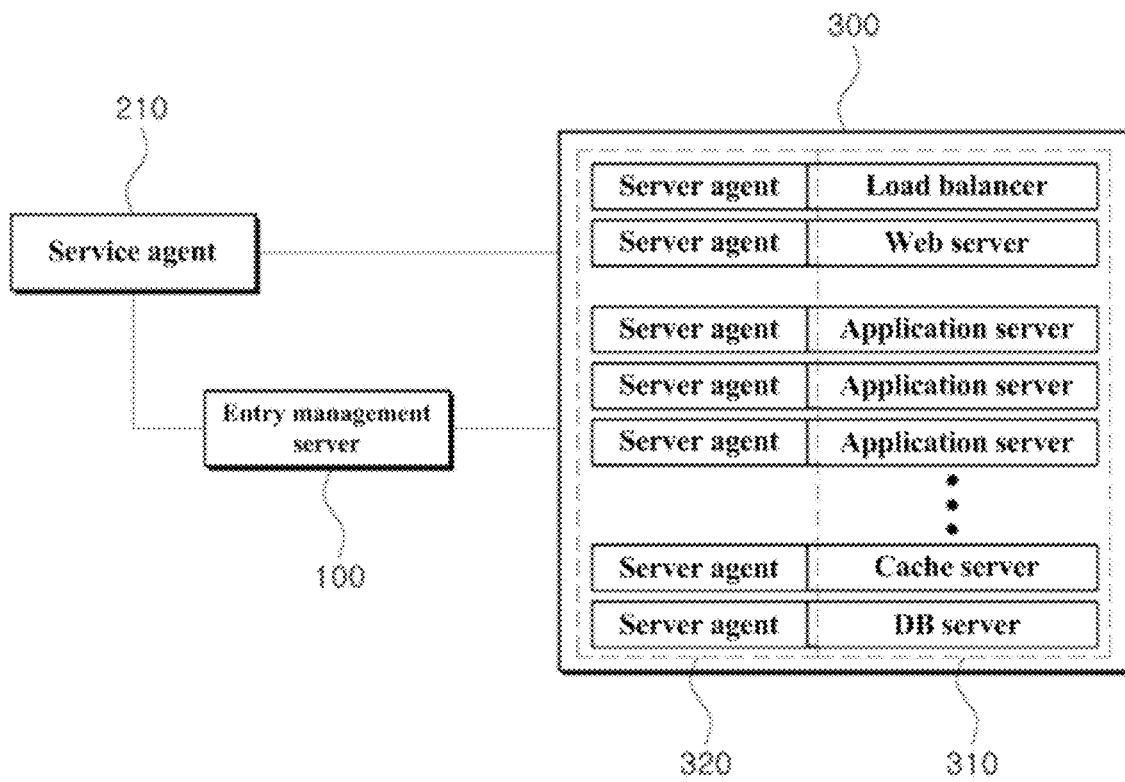 300
210
Server agent Load balancer
Server agent Web server
Service agent
Server agent Application server
Server agent Application server
Server agent Application server
Entry management
server
100
Server agent Cache server
Server agent DB server
320 310